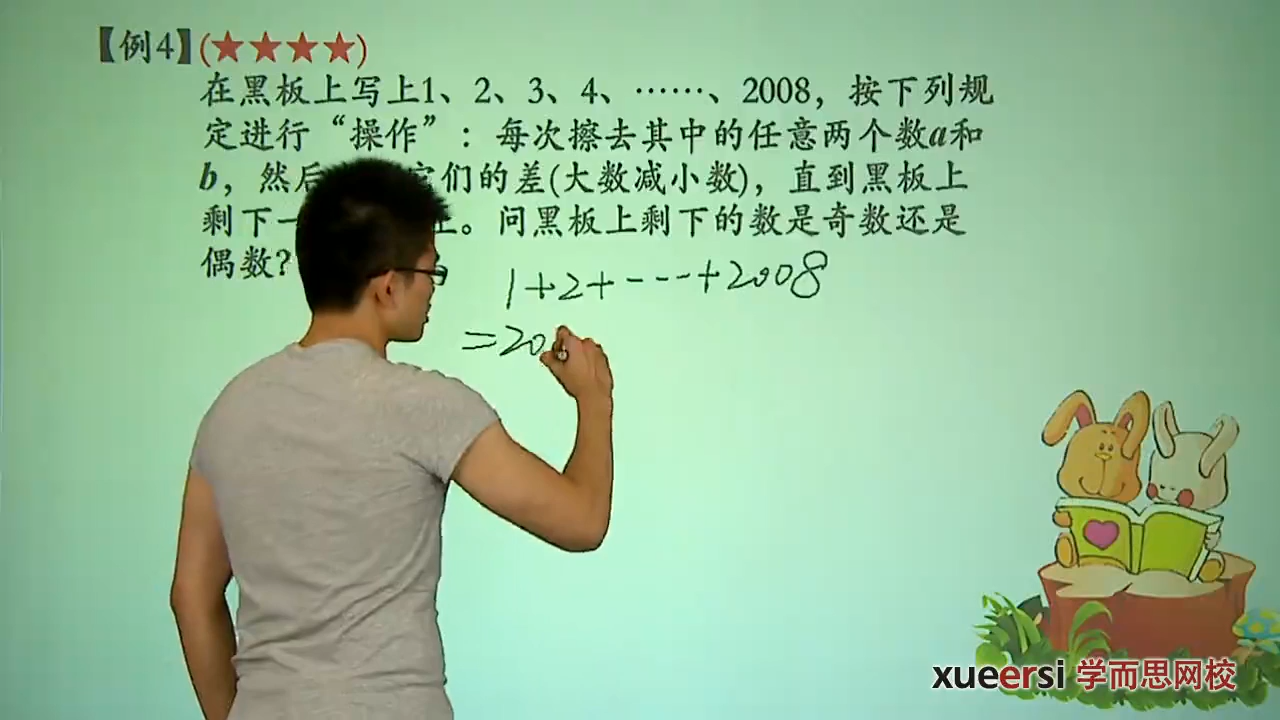 【例4】(★★★★)
在黑板上写上1、2、3、4、……、2008，按下列规
定进行“操作”：每次擦去其中的任意两个数a和
b，然后 它们的差(大数减小数)，直到黑板上
剩下一 止。问黑板上剩下的数是奇数还是
偶数?
1+2+---+2008
=20
xueersi 学而思网校